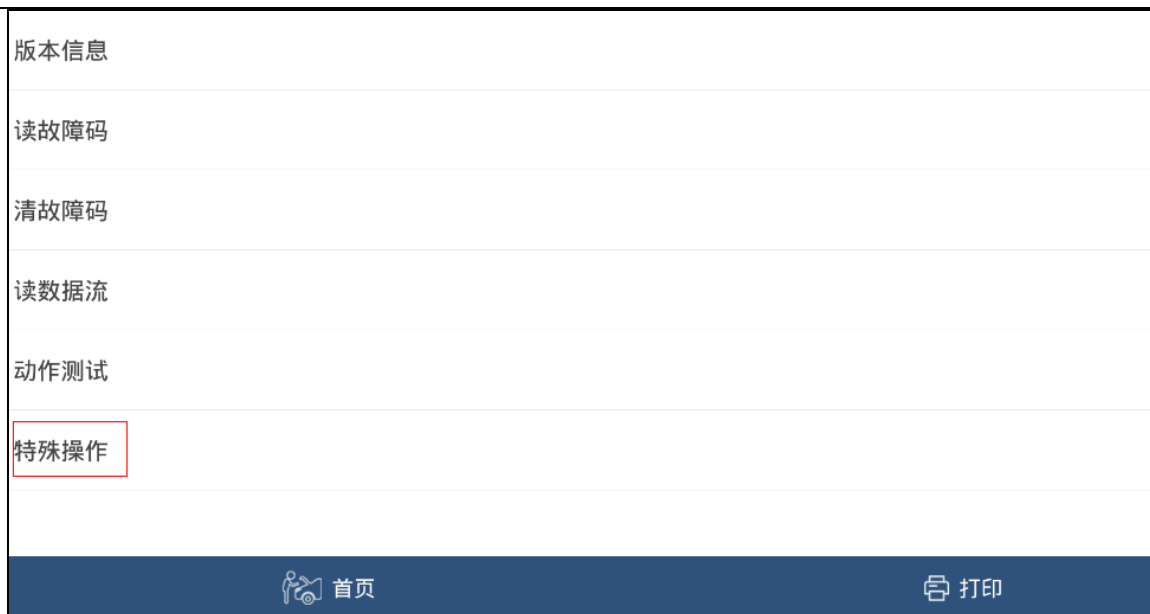 版本信息
读故障码
清故障码
读数据流
动作测试
特殊操作
首页 打印